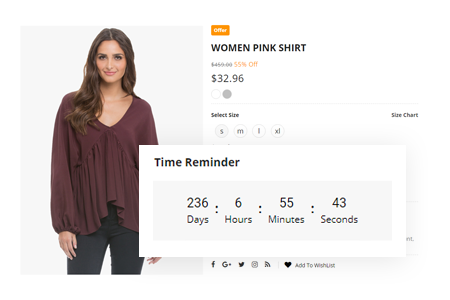 Offer
WOMEN PINK SHIRT
$459.00 55% Off
$32.96
Select Size Size Chart
s m l xl
Time Reminder
236 : 6 : 55 : 43
Days Hours Minutes Seconds
ent.
Add To WishList